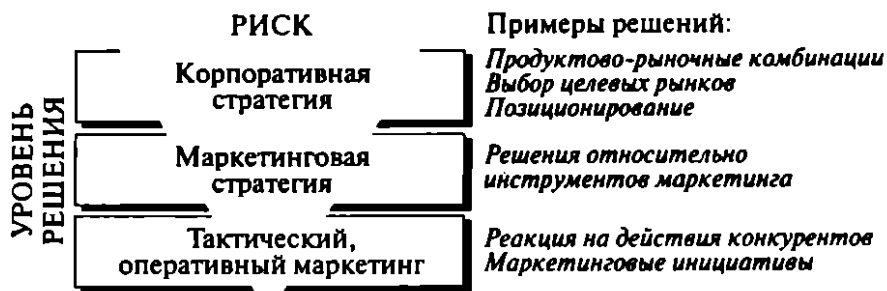 РИСК
Примеры решений:
УРОВЕНЬ
РЕШЕНИЯ
Корпоративная
стратегия
Продуктово-рыночные комбинации
Выбор целевых рынков
Позиционирование
Маркетинговая
стратегия
Решения относительно
инструментов маркетинга
Тактический,
оперативный маркетинг
Реакция на действия конкурентов
Маркетинговые инициативы